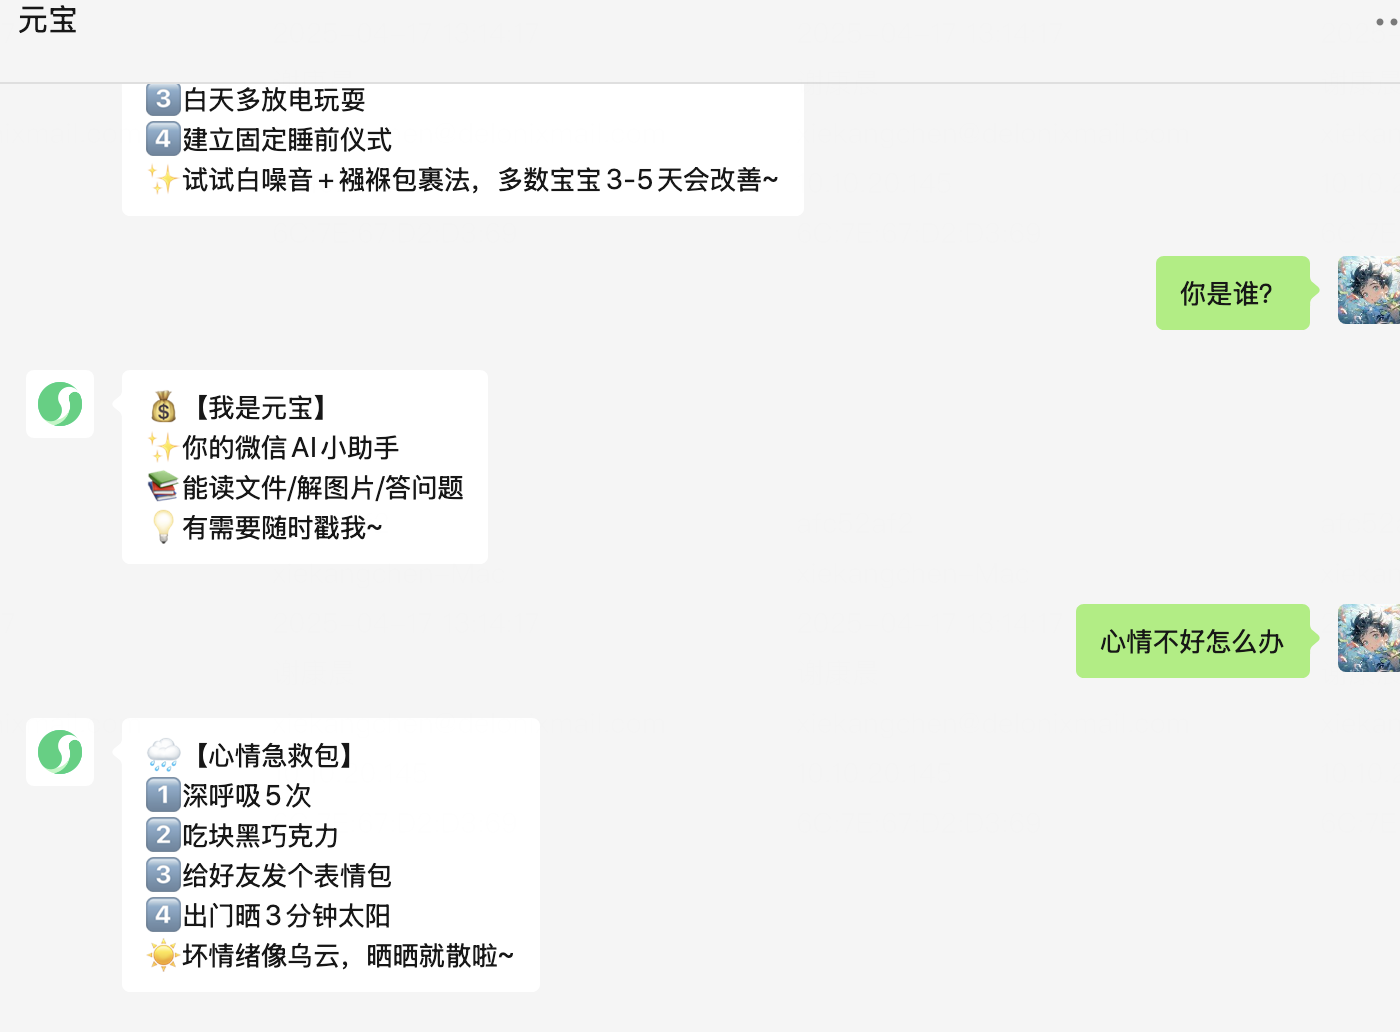 元宝
3️⃣白天多放电玩耍
4️⃣建立固定睡前仪式
✨试试白噪音+襁褓包裹法，多数宝宝3-5天会改善~
你是谁?
💰【我是元宝】
✨你的微信AI小助手
📚能读文件/解图片/答问题
💡有需要随时戳我~
心情不好怎么办
🌧️【心情急救包】
1️⃣深呼吸5次
2️⃣吃块黑巧克力
3️⃣给好友发个表情包
4️⃣出门晒3分钟太阳
☀️坏情绪像乌云，晒晒就散啦~